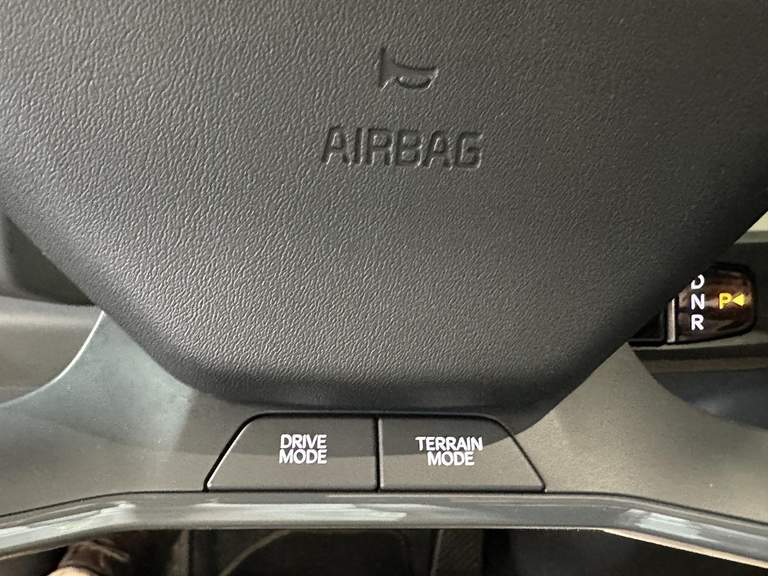 AIRBAG
D
N
R
P
DRIVE
MODE
TERRAIN
MODE